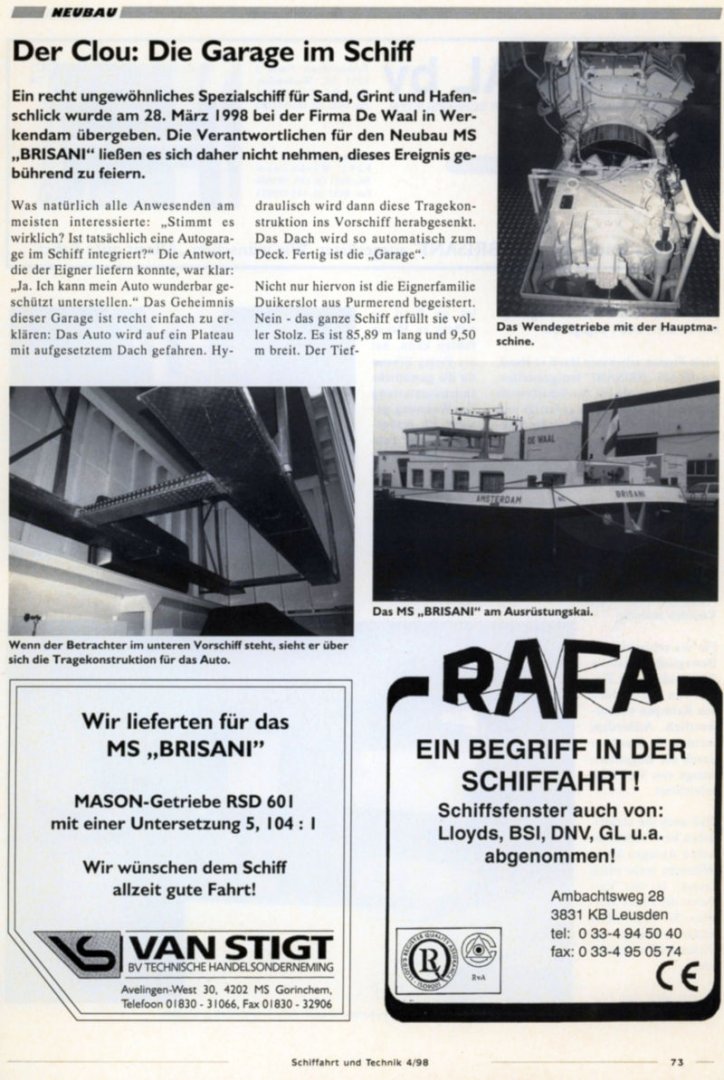 NEUBAU
Der Clou: Die Garage im Schiff
Ein recht ungewöhnliches Spezialschiff für Sand, Grint und Hafen-
schlick wurde am 28. März 1998 bei der Firma De Waal in Wer-
kendam übergeben. Die Verantwortlichen für den Neubau MS
„BRISANI“ ließen es sich daher nicht nehmen, dieses Ereignis ge-
bührend zu feiern.
Was natürlich alle Anwesenden am
meisten interessierte: „Stimmt es
wirklich? Ist tatsächlich eine Autogara-
ge im Schiff integriert?“ Die Antwort,
die der Eigner liefern konnte, war klar:
„Ja. Ich kann mein Auto wunderbar ge-
schützt unterstellen.“ Das Geheimnis
dieser Garage ist recht einfach zu er-
klären: Das Auto wird auf ein Plateau
mit aufgesetztem Dach gefahren. Hy-
draulisch wird dann diese Tragekon-
struktion ins Vorschiff herabgesenkt.
Das Dach wird so automatisch zum
Deck. Fertig ist die „Garage“.
Nicht nur hiervon ist die Eignerfamilie
Duikerslot aus Purmerend begeistert.
Nein - das ganze Schiff erfüllt sie vol-
ler Stolz. Es ist 85,89 m lang und 9,50
m breit. Der Tief-
Das Wendegetriebe mit der Hauptma-
schine.
DE WAAL
AMSTERDAM
BRISANI
Das MS „BRISANI“ am Ausrüstungskai.
Wenn der Betrachter im unteren Vorschiff steht, sieht er über
sich die Tragekonstruktion für das Auto.
Wir lieferten für das
MS „BRISANI”
MASON-Getriebe RSD 601
mit einer Untersetzung 5, 104 : 1
Wir wünschen dem Schiff
allzeit gute Fahrt!
VS VAN STIGT
BV TECHNISCHE HANDELSONDERNEMING
Avelingen-West 30, 4202 MS Gorinchem,
Telefoon 01830 - 31066, Fax 01830 - 32906
RAFA
EIN BEGRIFF IN DER
SCHIFFAHRT!
Schiffsfenster auch von:
Lloyds, BSI, DNV, GL u.a.
abgenommen!
Ambachtsweg 28
3831 KB Leusden
tel: 0 33-4 94 50 40
fax: 0 33-4 95 05 74
LLOYD'S REGISTER QUALITY ASSURANCE
ISO9001
RvA
CE
Schiffahrt und Technik 4/98
73